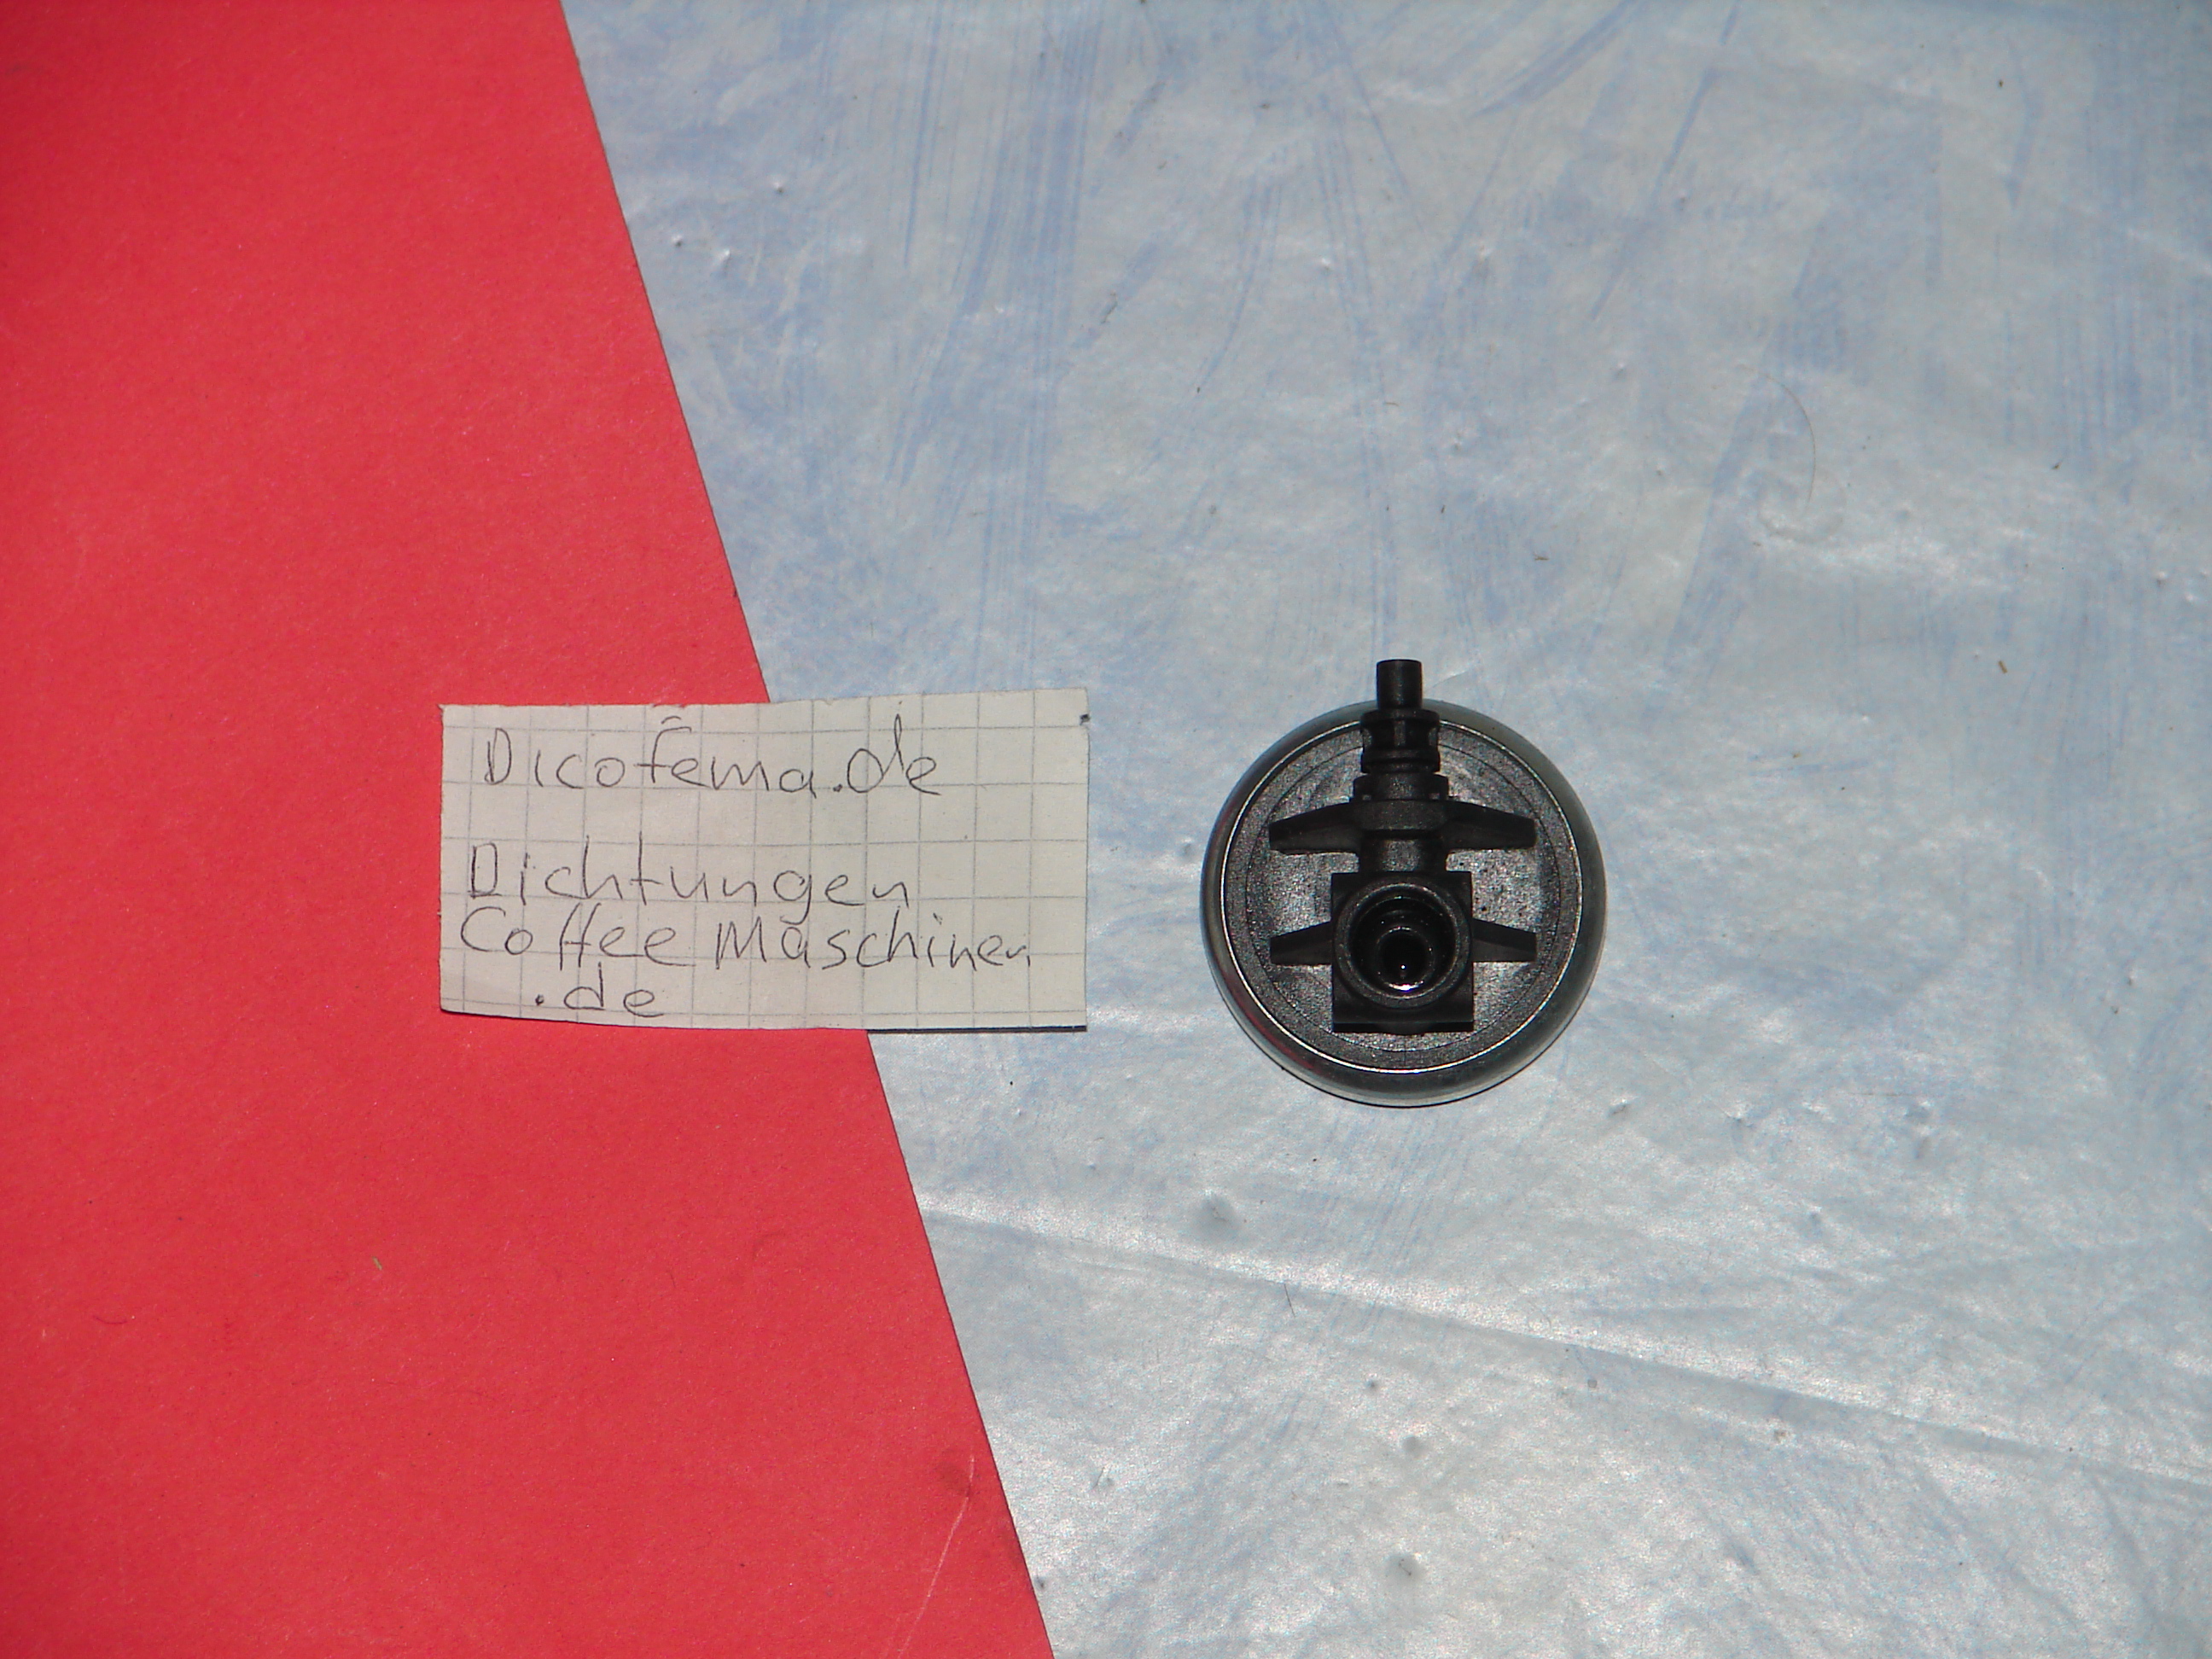 Dicofema.de
Dichtungen
Coffee Maschinen
.de